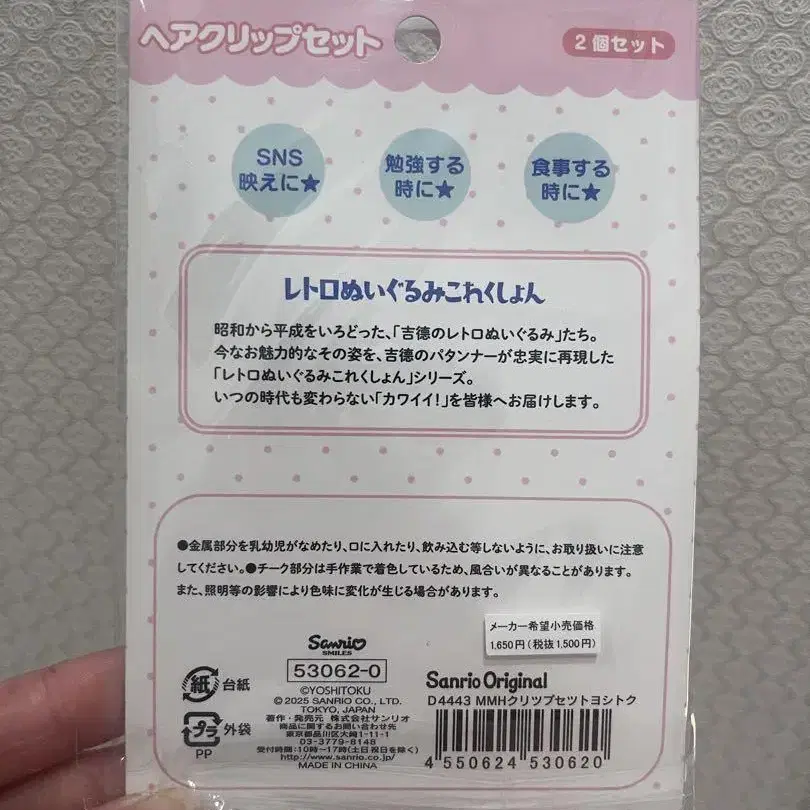 ヘアクリップセット
2個セット
SNS
映えに★
勉強する
時に★
食事する
時に★
レトロぬいぐるみこれくしょん
昭和から平成をいろどった、「吉德のレトロぬいぐるみ」たち。
今なお魅力的なその姿を、吉德のパタンナーが忠実に再現した
「レトロぬいぐるみこれくしょん」シリーズ。
いつの時代も変わらない「カワイイ!」を皆様へお届けします。
●金属部分を乳幼児がなめたり、口に入れたり、飲み込む等しないように、お取り扱いに注意
してください。●チーク部分は手作業で着色しているため、風合いが異なることがあります。
また、照明等の影響により色味に変化が生じる場合があります。
メーカー希望小売価格
1,650円(税抜1,500円)
Sanrio
SMILES
53062-0
©YOSHITOKU
©2025 SANRIO CO., LTD.
TOKYO, JAPAN
著作・発売元 株式会社サンリオ
商品に関するお問い合わせ先
東京都品川区大崎1-11-1
03-3779-8148
受付時間:10時〜17時(土日祝日を除く)
http://www.sanrio.co.jp/
MADE IN CHINA
紙 台紙
プラ 外袋
PP
Sanrio Original
D4443 MMHクリツプセツトヨシトク
4 550624 530620